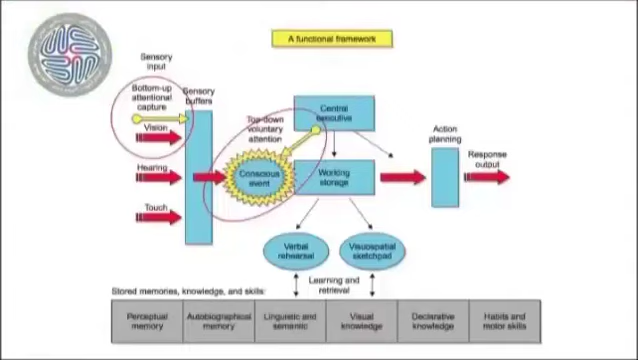 A functional framework
Sensory
input
Bottom-up
attentional
capture
Sensory
buffers
Vision
Hearing
Touch
Top-down
voluntary
attention
Conscious
event
Central
executive
Working
storage
Action
planning
Response
output
Verbal
rehearsal
Visuospatial
sketchpad
Learning and
retrieval
Stored memories, knowledge, and skills:
Perceptual
memory
Autobiographical
memory
Linguistic and
semantic
Visual
knowledge
Declarative
knowledge
Habits and
motor skills